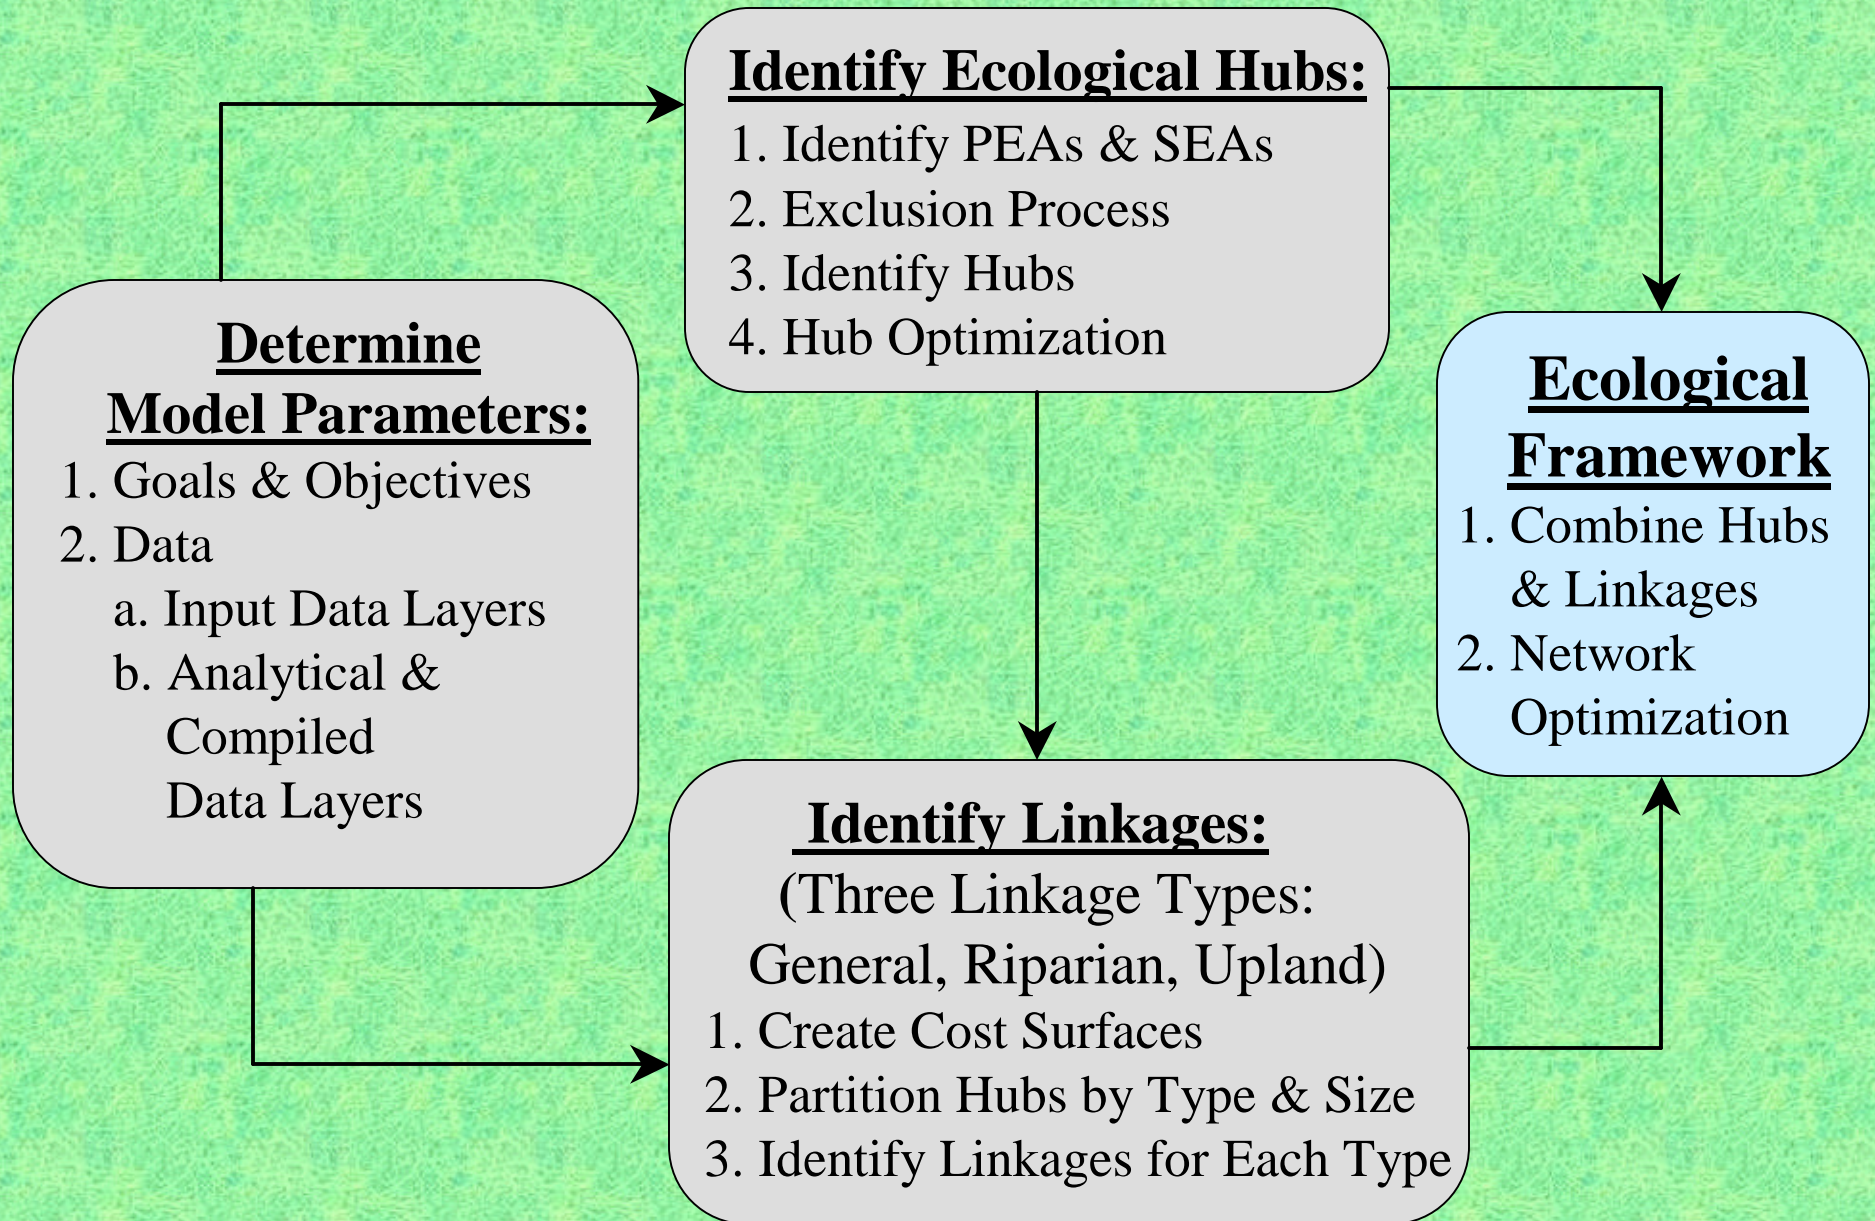 Identify Ecological Hubs:
1. Identify PEAs & SEAs
2. Exclusion Process
3. Identify Hubs
4. Hub Optimization
Determine
Model Parameters:
1. Goals & Objectives
2. Data
a. Input Data Layers
b. Analytical &
Compiled
Data Layers
Ecological
Framework
1. Combine Hubs
& Linkages
2. Network
Optimization
Identify Linkages:
(Three Linkage Types:
General, Riparian, Upland)
1. Create Cost Surfaces
2. Partition Hubs by Type & Size
3. Identify Linkages for Each Type